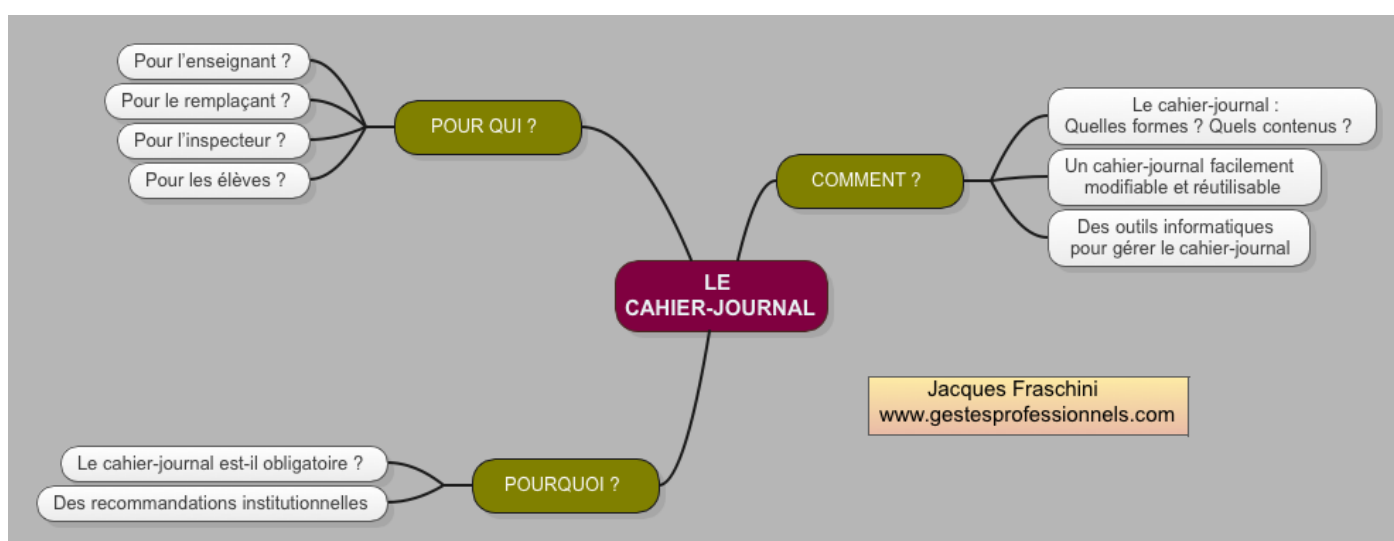 Pour l'enseignant ?
Pour le remplaçant ?
Pour l'inspecteur ?
Pour les élèves ?
POUR QUI ?
Le cahier-journal :
Quelles formes ? Quels contenus ?
Un cahier-journal facilement
modifiable et réutilisable
Des outils informatiques
pour gérer le cahier-journal
COMMENT ?
LE
CAHIER-JOURNAL
Jacques Fraschini
www.gestesprofessionnels.com
Le cahier-journal est-il obligatoire ?
Des recommandations institutionnelles
POURQUOI ?